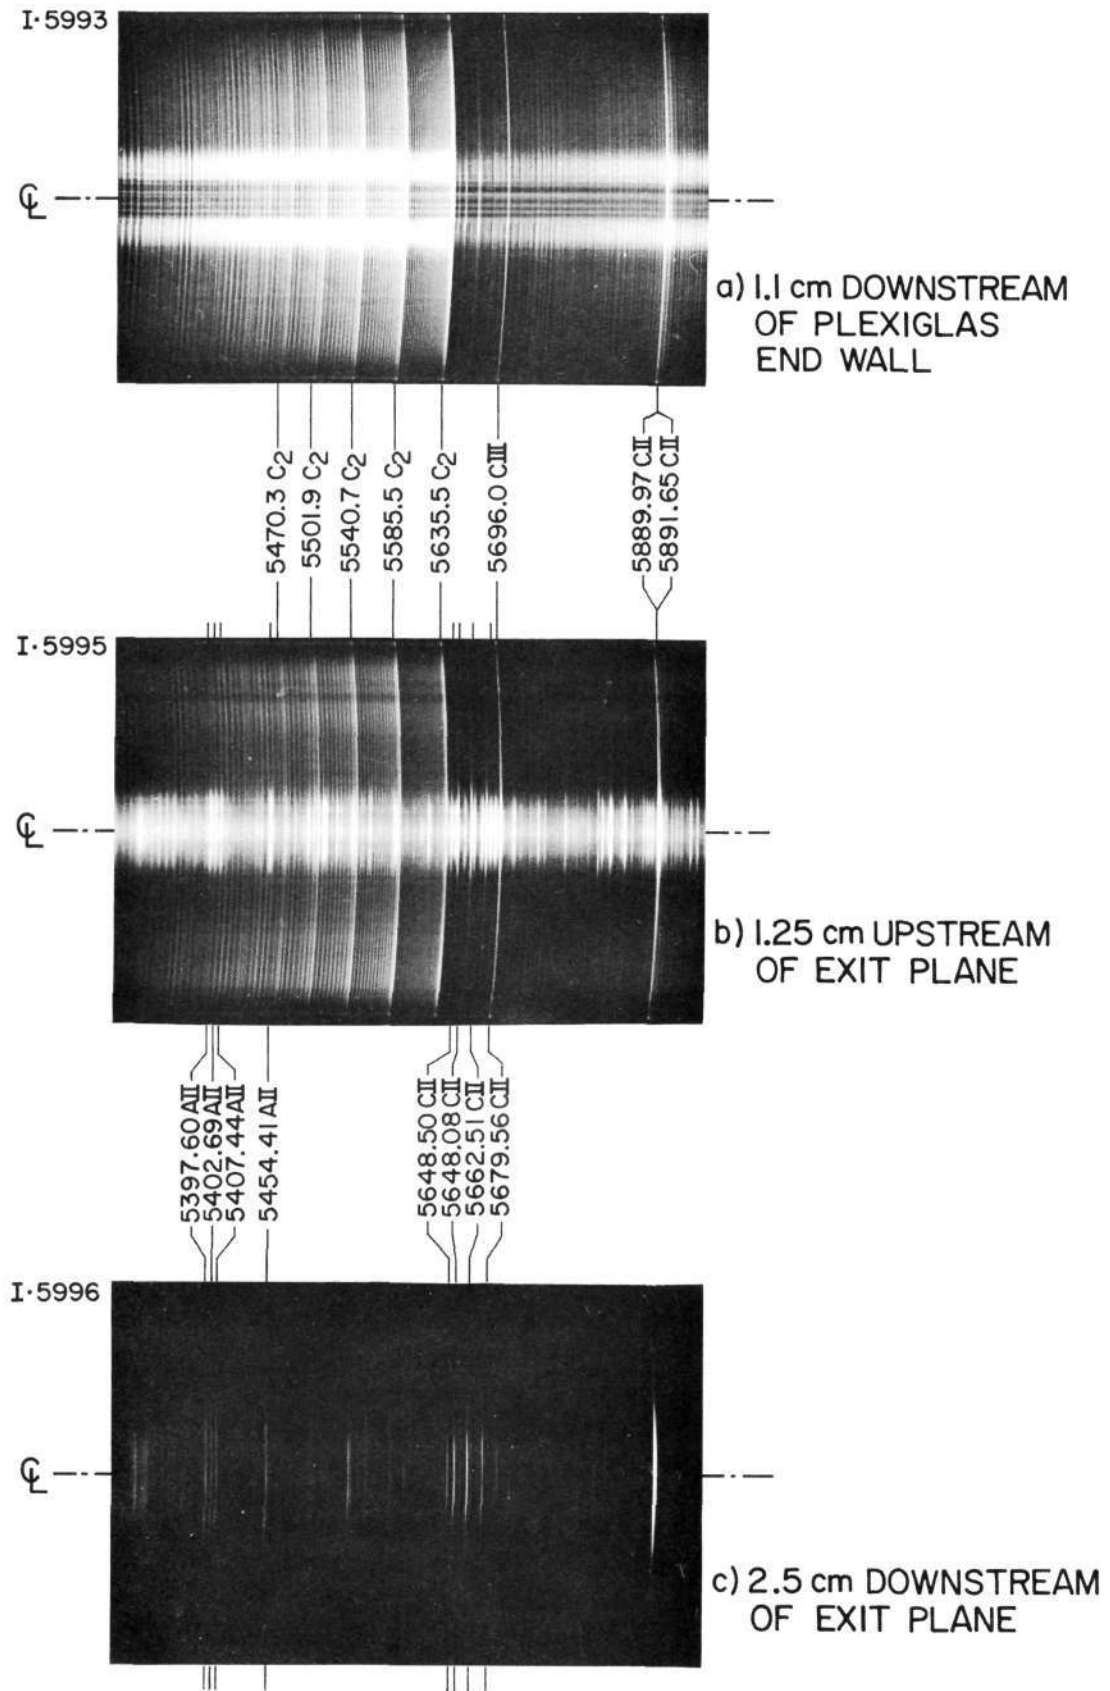 I·5993
℄
a) 1.1 cm DOWNSTREAM
OF PLEXIGLAS
END WALL
5470.3 C2
5501.9 C2
5540.7 C2
5585.5 C2
5635.5 C2
5696.0 CIII
5889.97 CII
5891.65 CII
I·5995
℄
b) 1.25 cm UPSTREAM
OF EXIT PLANE
5397.60 AII
5402.69 AII
5407.44 AII
5454.41 AII
5648.50 CII
5648.08 CII
5662.51 CII
5679.56 CII
I·5996
℄
c) 2.5 cm DOWNSTREAM
OF EXIT PLANE